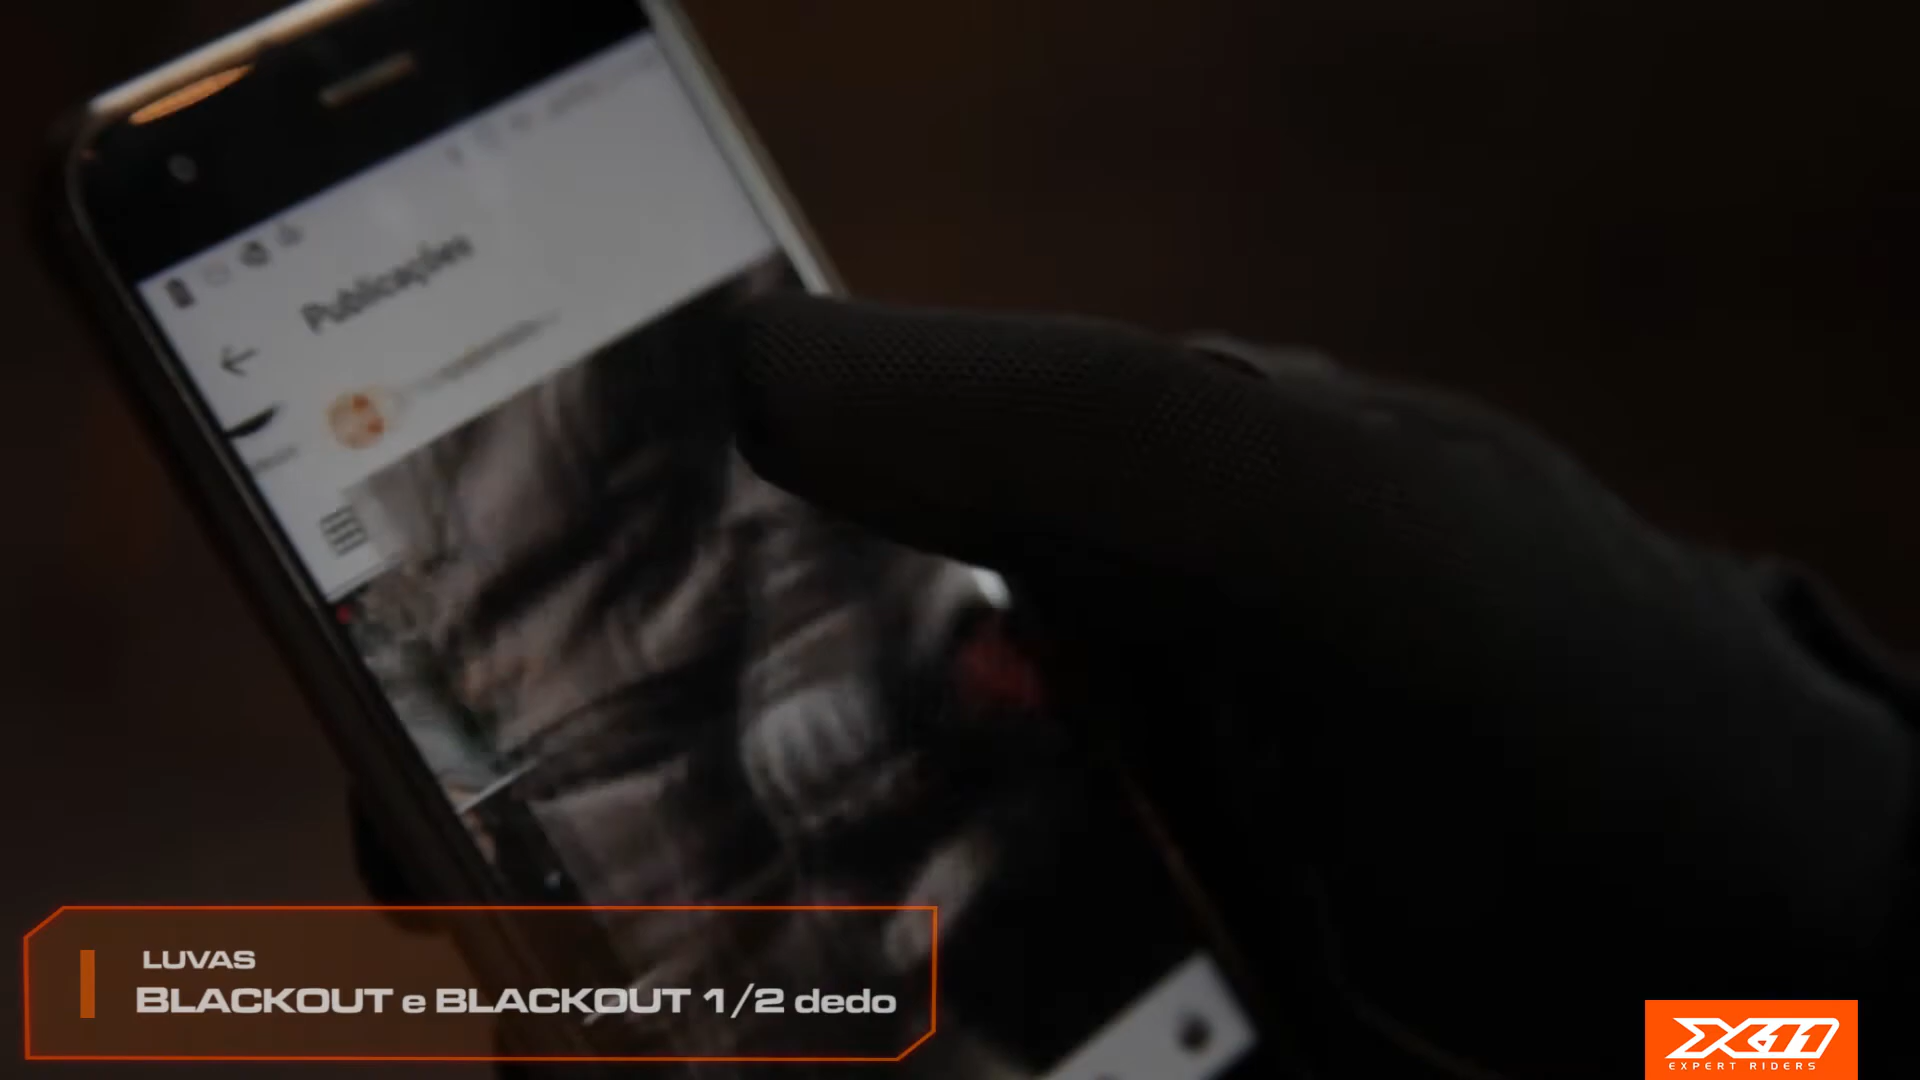 Publicações
LUVAS
BLACKOUT e BLACKOUT 1/2 dedo
X11
EXPERT RIDERS